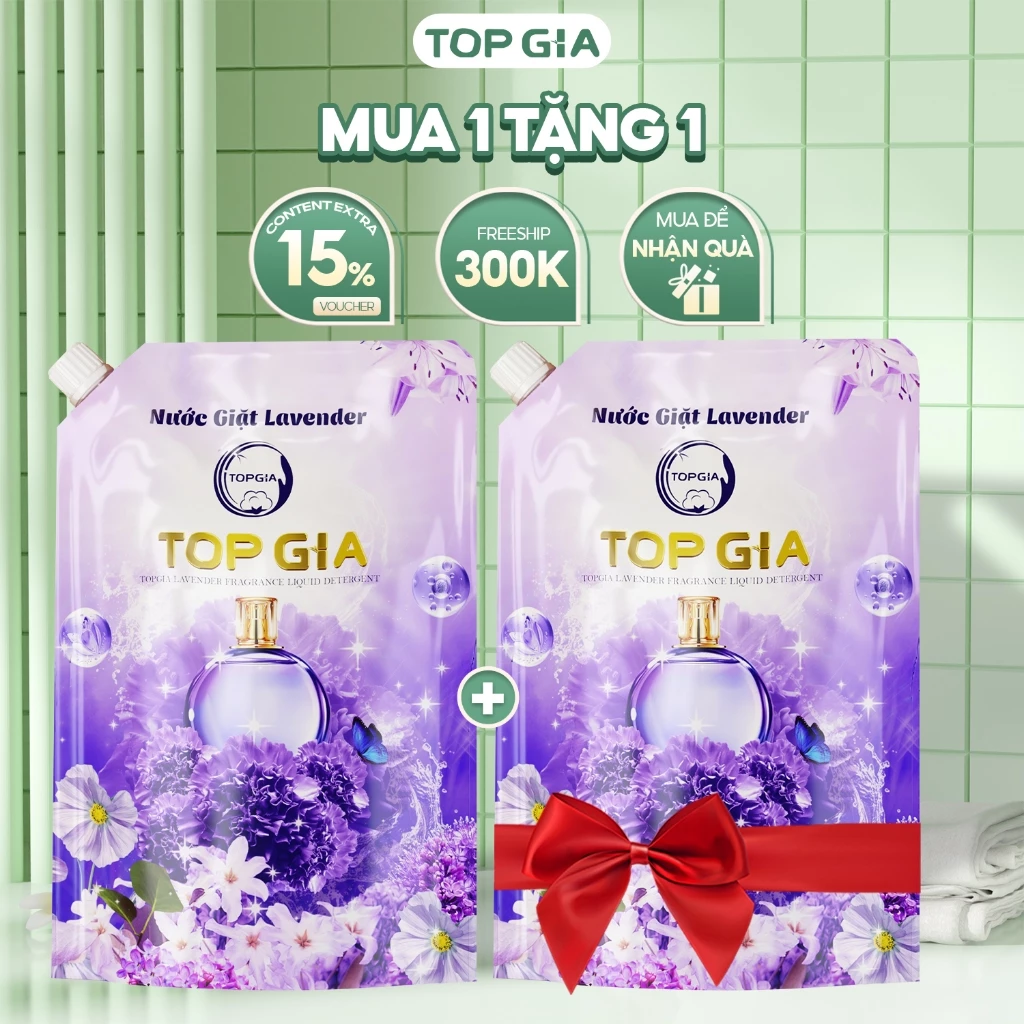 TOP GIA
MUA 1 TẶNG 1
CONTENT EXTRA
15%
VOUCHER
FREESHIP
300K
MUA ĐỂ
NHẬN QUÀ
Nước Giặt Lavender
TOPGIA
TOP GIA
TOPGIA LAVENDER FRAGRANCE LIQUID DETERGENT
+
Nước Giặt Lavender
TOPGIA
TOP GIA
TOPGIA LAVENDER FRAGRANCE LIQUID DETERGENT